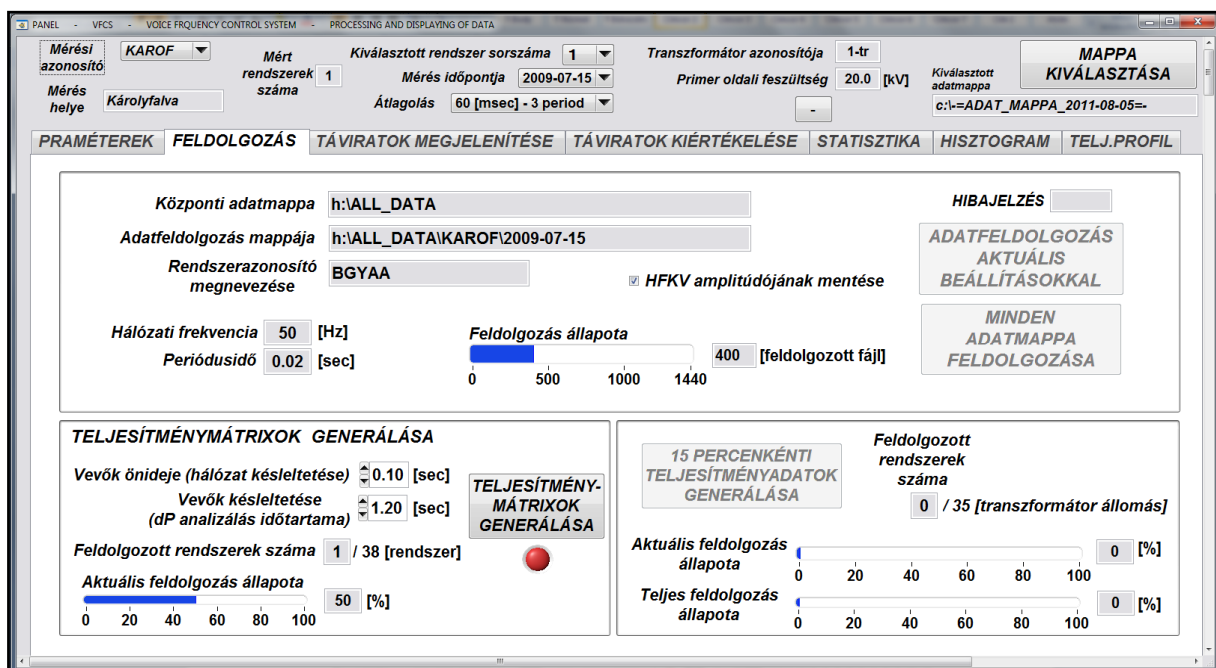 PANEL - VFCS - VOICE FRQUENCY CONTROL SYSTEM - PROCESSING AND DISPLAYING OF DATA
Mérési azonosító
KAROF
Mérés helye
Károlyfalva
Mért rendszerek száma
1
Kiválasztott rendszer sorszáma
1
Mérés időpontja
2009-07-15
Átlagolás
60 [msec] - 3 period
Transzformátor azonosítója
1-tr
Primer oldali feszültség
20.0 [kV]
-
Kiválasztott adatmappa
MAPPA
KIVÁLASZTÁSA
c:\-=ADAT_MAPPA_2011-08-05=-
PRAMÉTEREK FELDOLGOZÁS TÁVIRATOK MEGJELENÍTÉSE TÁVIRATOK KIÉRTÉKELÉSE STATISZTIKA HISZTOGRAM TELJ.PROFIL
Központi adatmappa
h:\ALL_DATA
Adatfeldolgozás mappája
h:\ALL_DATA\KAROF\2009-07-15
Rendszerazonosító
megnevezése
BGYAA
HFKV amplitúdójának mentése
HIBAJELZÉS
ADATFELDOLGOZÁS
AKTUÁLIS
BEÁLLÍTÁSOKKAL
MINDEN
ADATMAPPA
FELDOLGOZÁSA
Hálózati frekvencia 50 [Hz]
Periódusidő 0.02 [sec]
Feldolgozás állapota
400 [feldolgozott fájl]
0 500 1000 1440
TELJESÍTMÉNYMÁTRIXOK GENERÁLÁSA
Vevők önideje (hálózat késleltetése) 0.10 [sec]
Vevők késleltetése
(dP analizálás időtartama) 1.20 [sec]
TELJESÍTMÉNY-
MÁTRIXOK
GENERÁLÁSA
Feldolgozott rendszerek száma 1 / 38 [rendszer]
Aktuális feldolgozás állapota
50 [%]
0 20 40 60 80 100
15 PERCENKÉNTI
TELJESÍTMÉNYADATOK
GENERÁLÁSA
Feldolgozott
rendszerek
száma
0 / 35 [transzformátor állomás]
Aktuális feldolgozás
állapota
0 [%]
0 20 40 60 80 100
Teljes feldolgozás
állapota
0 [%]
0 20 40 60 80 100